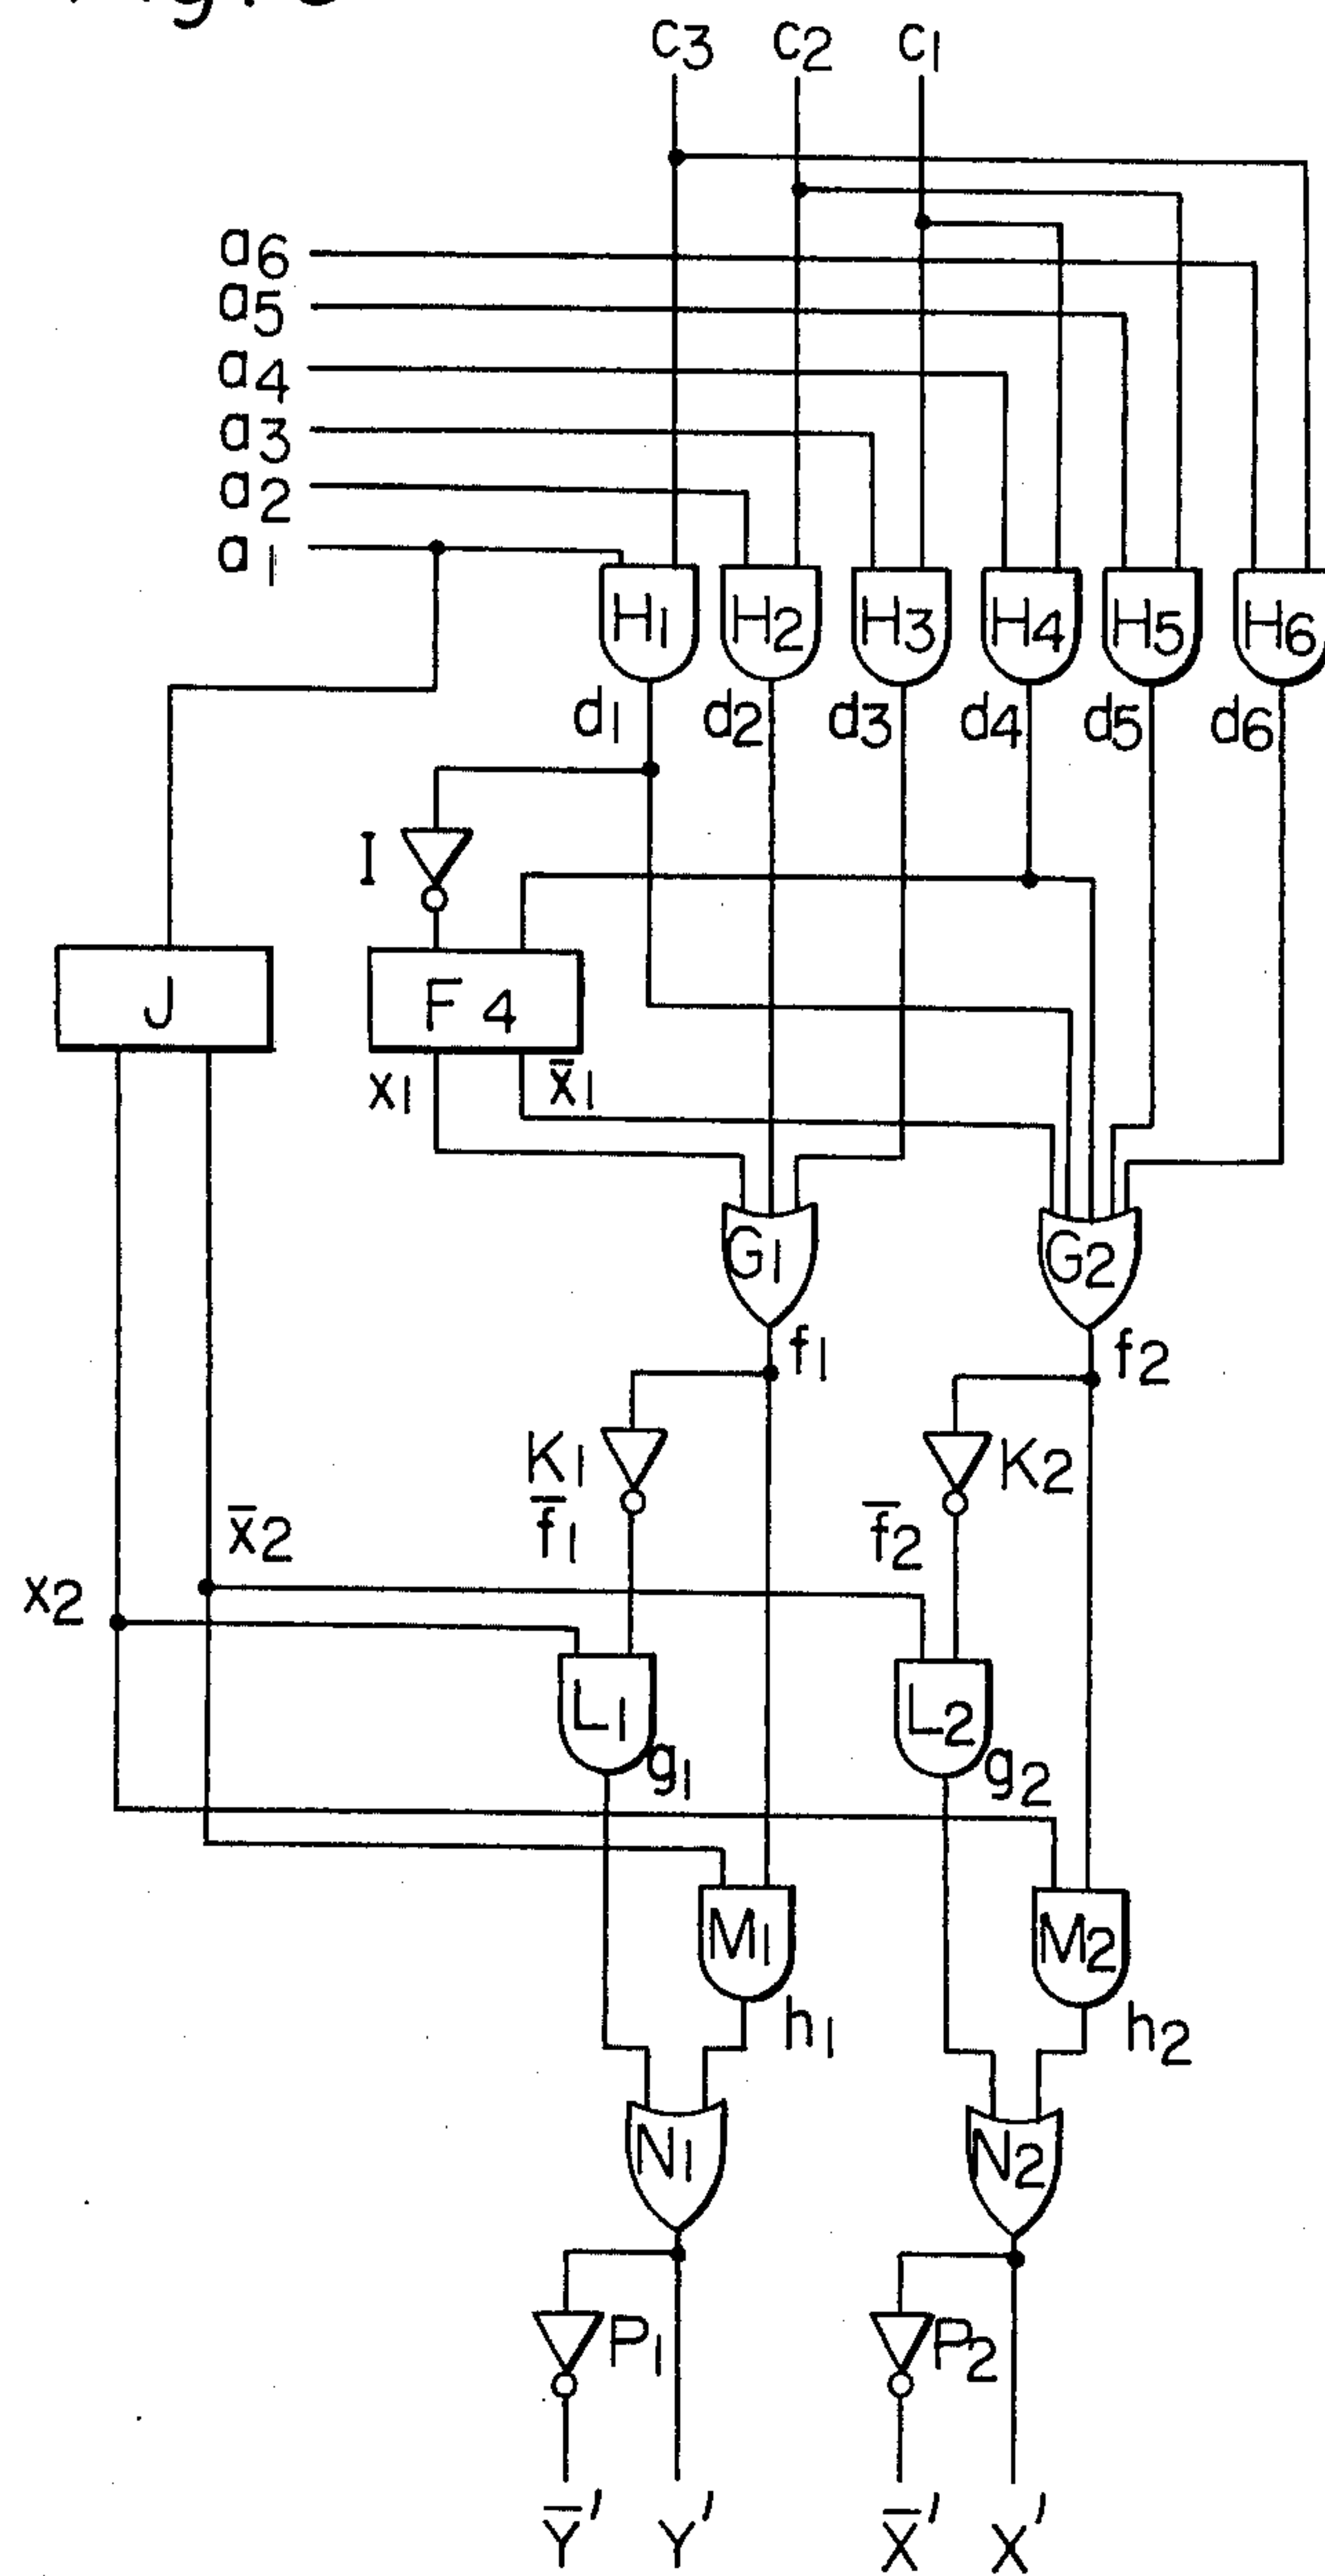 c3 c2 c1
a6
a5
a4
a3
a2
a1
H1 H2 H3 H4 H5 H6
d1 d2 d3 d4 d5 d6
I
J F4
x1 x̄1
G1 G2
f1 f2
K1 K2
f̄1 f̄2
x̄2
x2
L1 L2
g1 g2
M1 M2
h1 h2
N1 N2
P1 P2
Ȳ' Y' X̄' X'